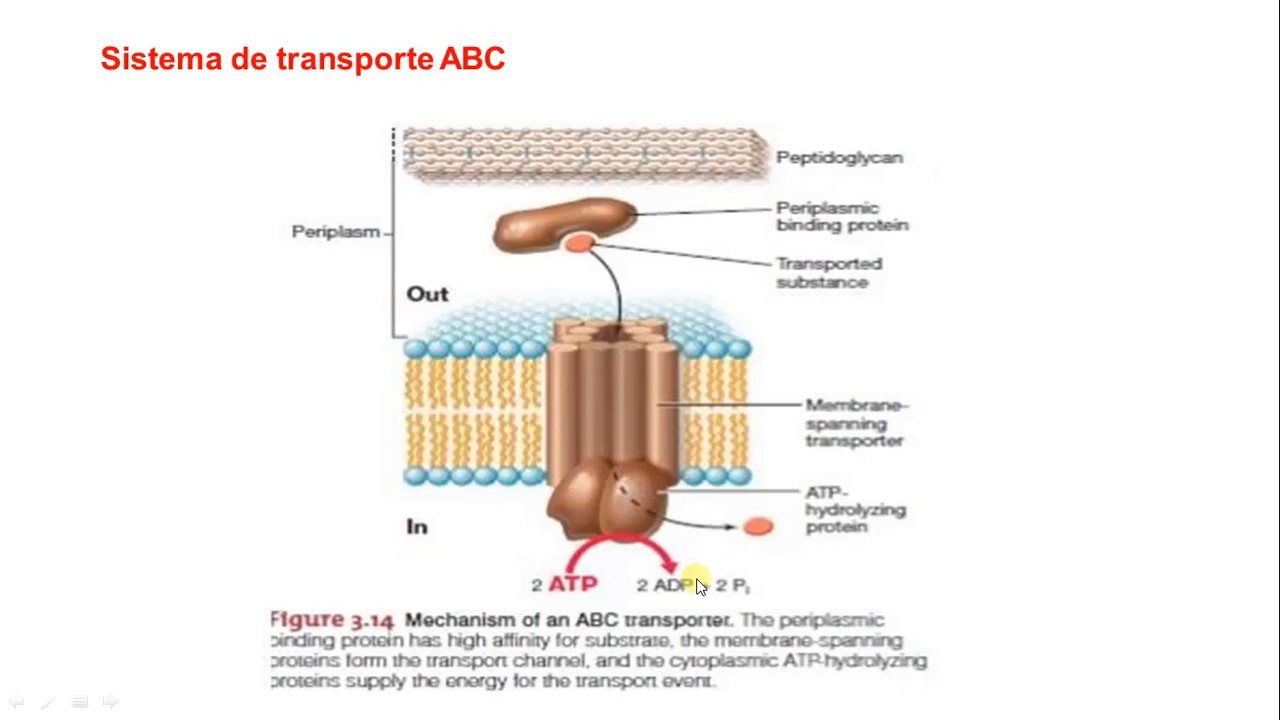 Sistema de transporte ABC
Peptidoglycan
Periplasmic
binding protein
Periplasm
Transported
substance
Out
Membrane-
spanning
transporter
ATP-
hydrolyzing
protein
In
2 ATP
2 ADP + 2 Pi
Figure 3.14 Mechanism of an ABC transporter. The periplasmic
binding protein has high affinity for substrate, the membrane-spanning
proteins form the transport channel, and the cytoplasmic ATP-hydrolyzing
proteins supply the energy for the transport event.